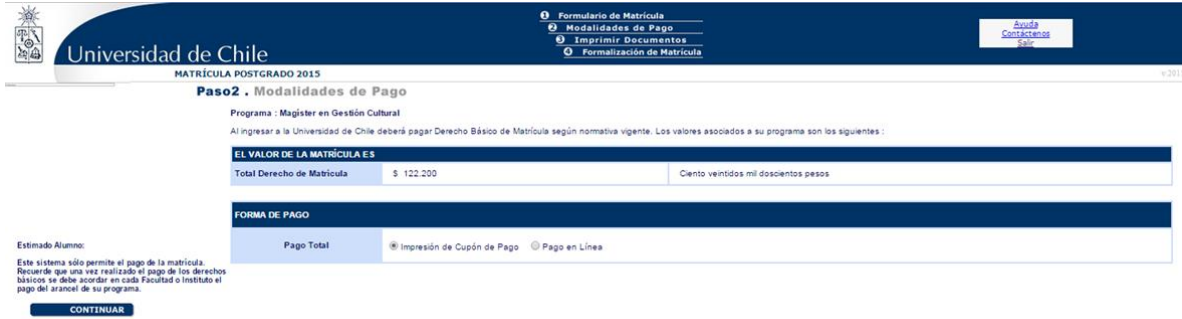 1 Formulario de Matrícula
2 Modalidades de Pago
3 Imprimir Documentos
4 Formalización de Matrícula
Ayuda
Contáctenos
Salir
Universidad de Chile
MATRÍCULA POSTGRADO 2015
v.2015
Paso2 . Modalidades de Pago
Programa : Magister en Gestión Cultural
Al ingresar a la Universidad de Chile deberá pagar Derecho Básico de Matrícula según normativa vigente. Los valores asociados a su programa son los siguientes :
EL VALOR DE LA MATRÍCULA ES
Total Derecho de Matricula $ 122.200 Ciento veintidos mil doscientos pesos
FORMA DE PAGO
Pago Total Impresión de Cupón de Pago Pago en Línea
Estimado Alumno:
Este sistema sólo permite el pago de la matrícula.
Recuerde que una vez realizado el pago de los derechos
básicos se debe acordar en cada Facultad o Instituto el
pago del arancel de su programa.
CONTINUAR